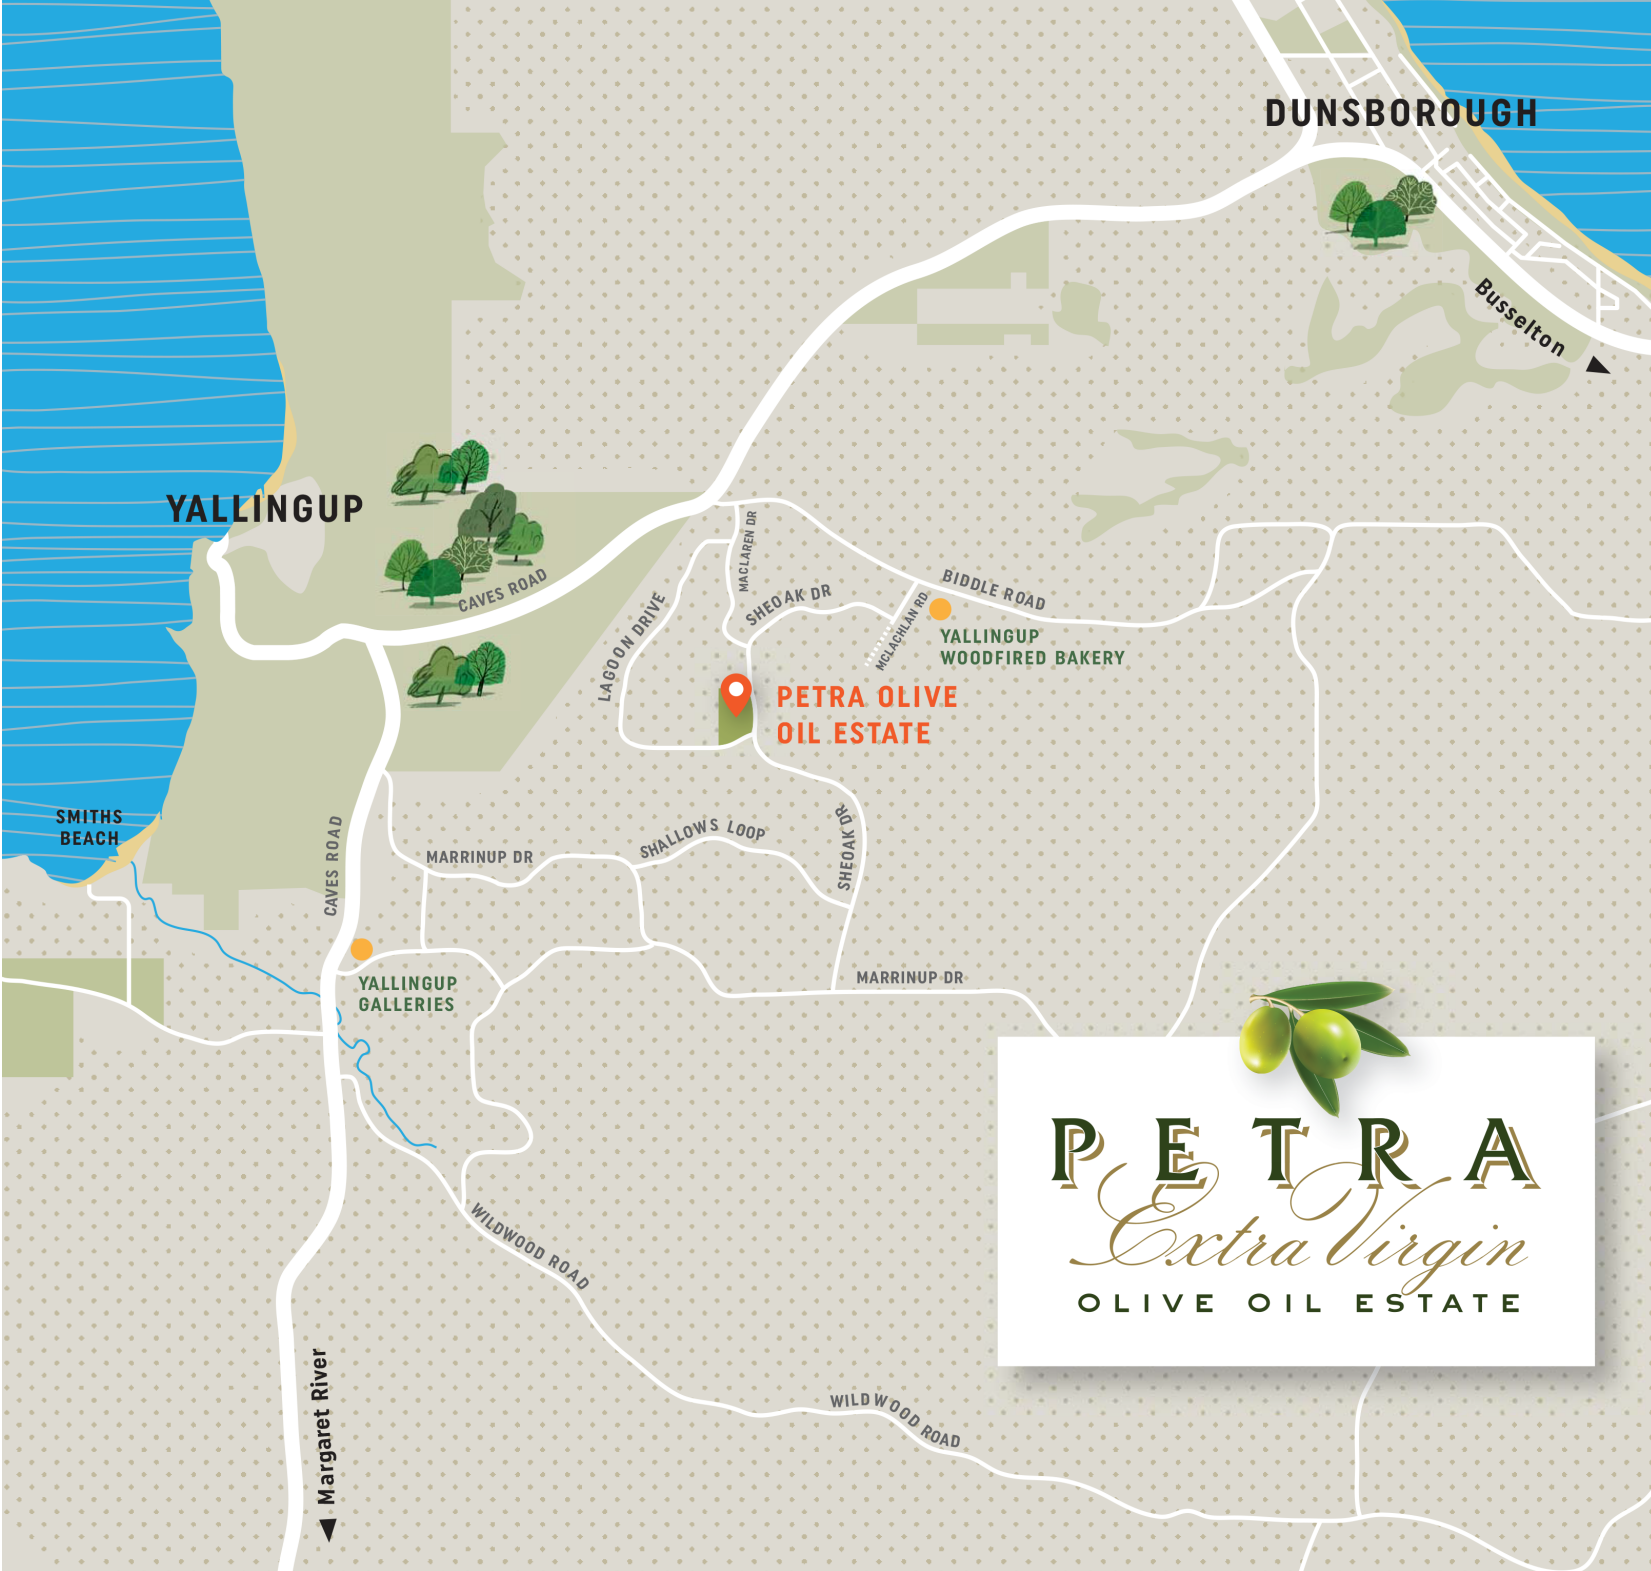 DUNSBOROUGH
Busselton
YALLINGUP
CAVES ROAD
MACLAREN DR
SHEOAK DR
LAGOON DRIVE
MCLACHLAN RD
BIDDLE ROAD
YALLINGUP
WOODFIRED BAKERY
PETRA OLIVE
OIL ESTATE
SMITHS
BEACH
CAVES ROAD
MARRINUP DR
SHALLOWS LOOP
SHEOAK DR
YALLINGUP
GALLERIES
MARRINUP DR
PETRA
Extra Virgin
OLIVE OIL ESTATE
WILDWOOD ROAD
Margaret River
WILDWOOD ROAD